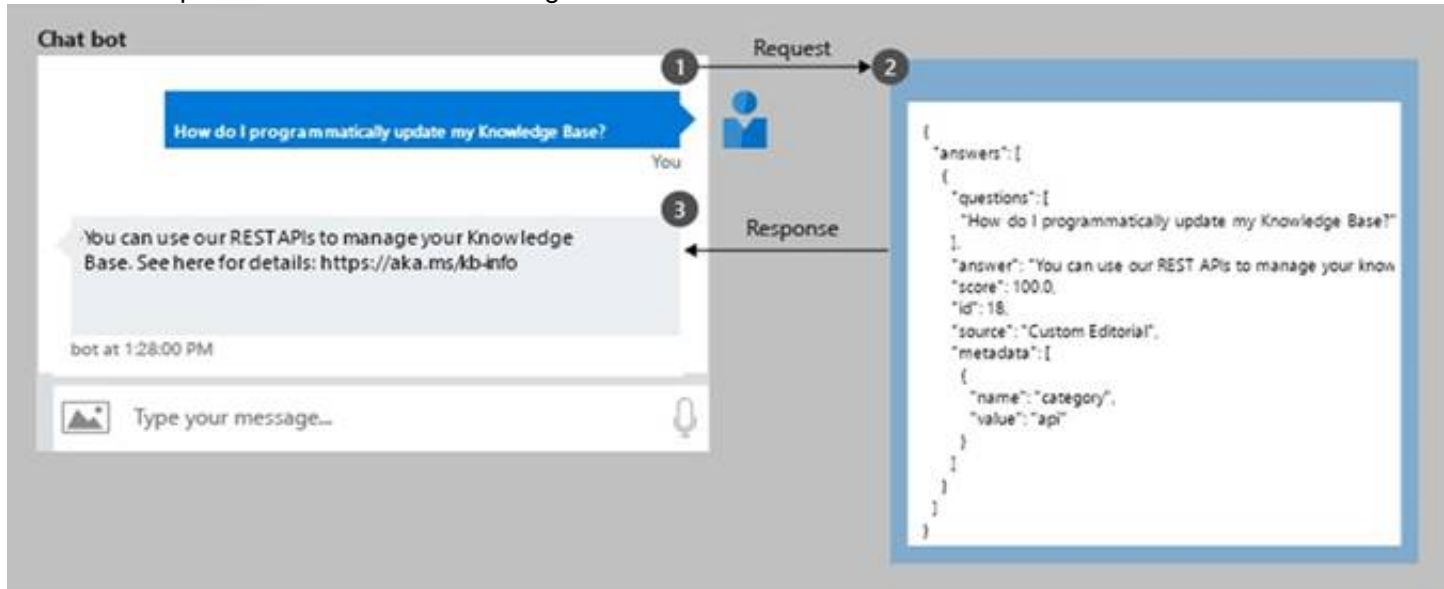 Chat bot
1
Request
2
How do I programmatically update my Knowledge Base?
You
3
Response
You can use our REST APIs to manage your Knowledge
Base. See here for details: https://aka.ms/kb-info
bot at 1:28:00 PM
Type your message...
{
"answers": [
{
"questions": [
"How do I programmatically update my Knowledge Base?"
],
"answer": "You can use our REST APIs to manage your know
"score": 100.0,
"id": 18,
"source": "Custom Editorial",
"metadata": [
{
"name": "category",
"value": "api"
}
]
}
]
}